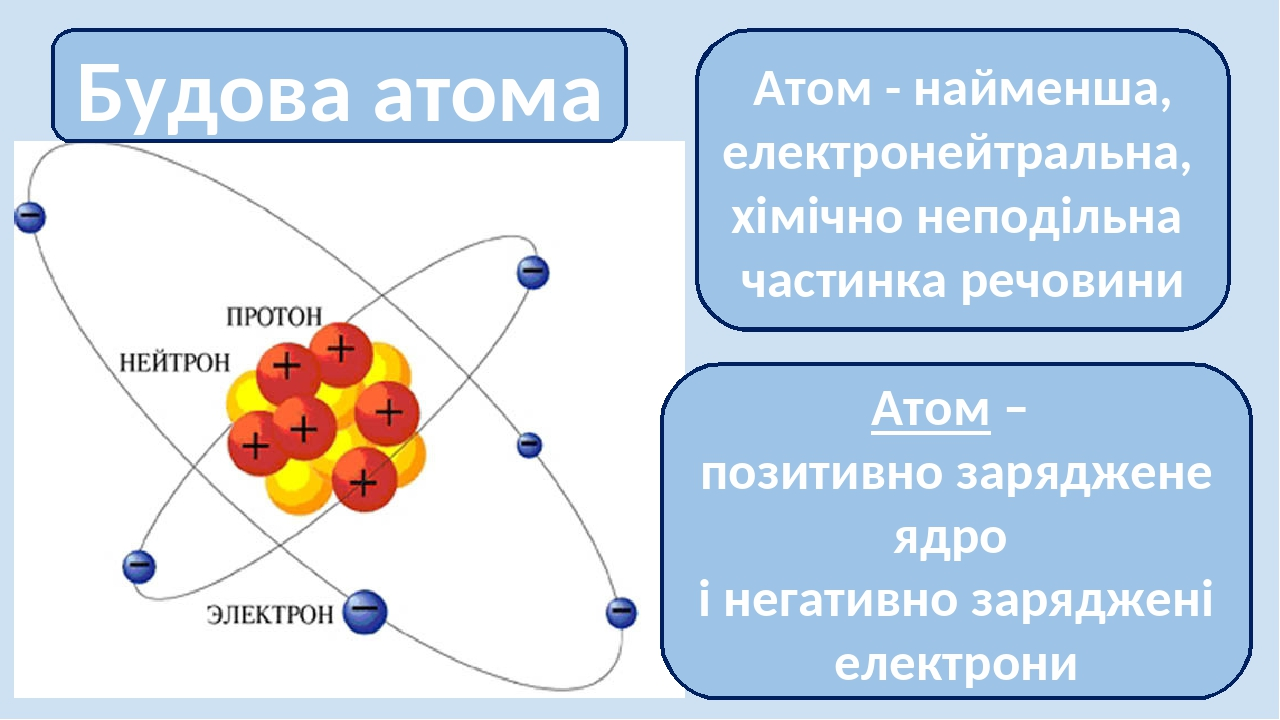 Будова атома
Атом - найменша,
електронейтральна,
хімічно неподільна
частинка речовини
ПРОТОН
НЕЙТРОН
ЭЛЕКТРОН
Атом –
позитивно заряджене
ядро
і негативно заряджені
електрони